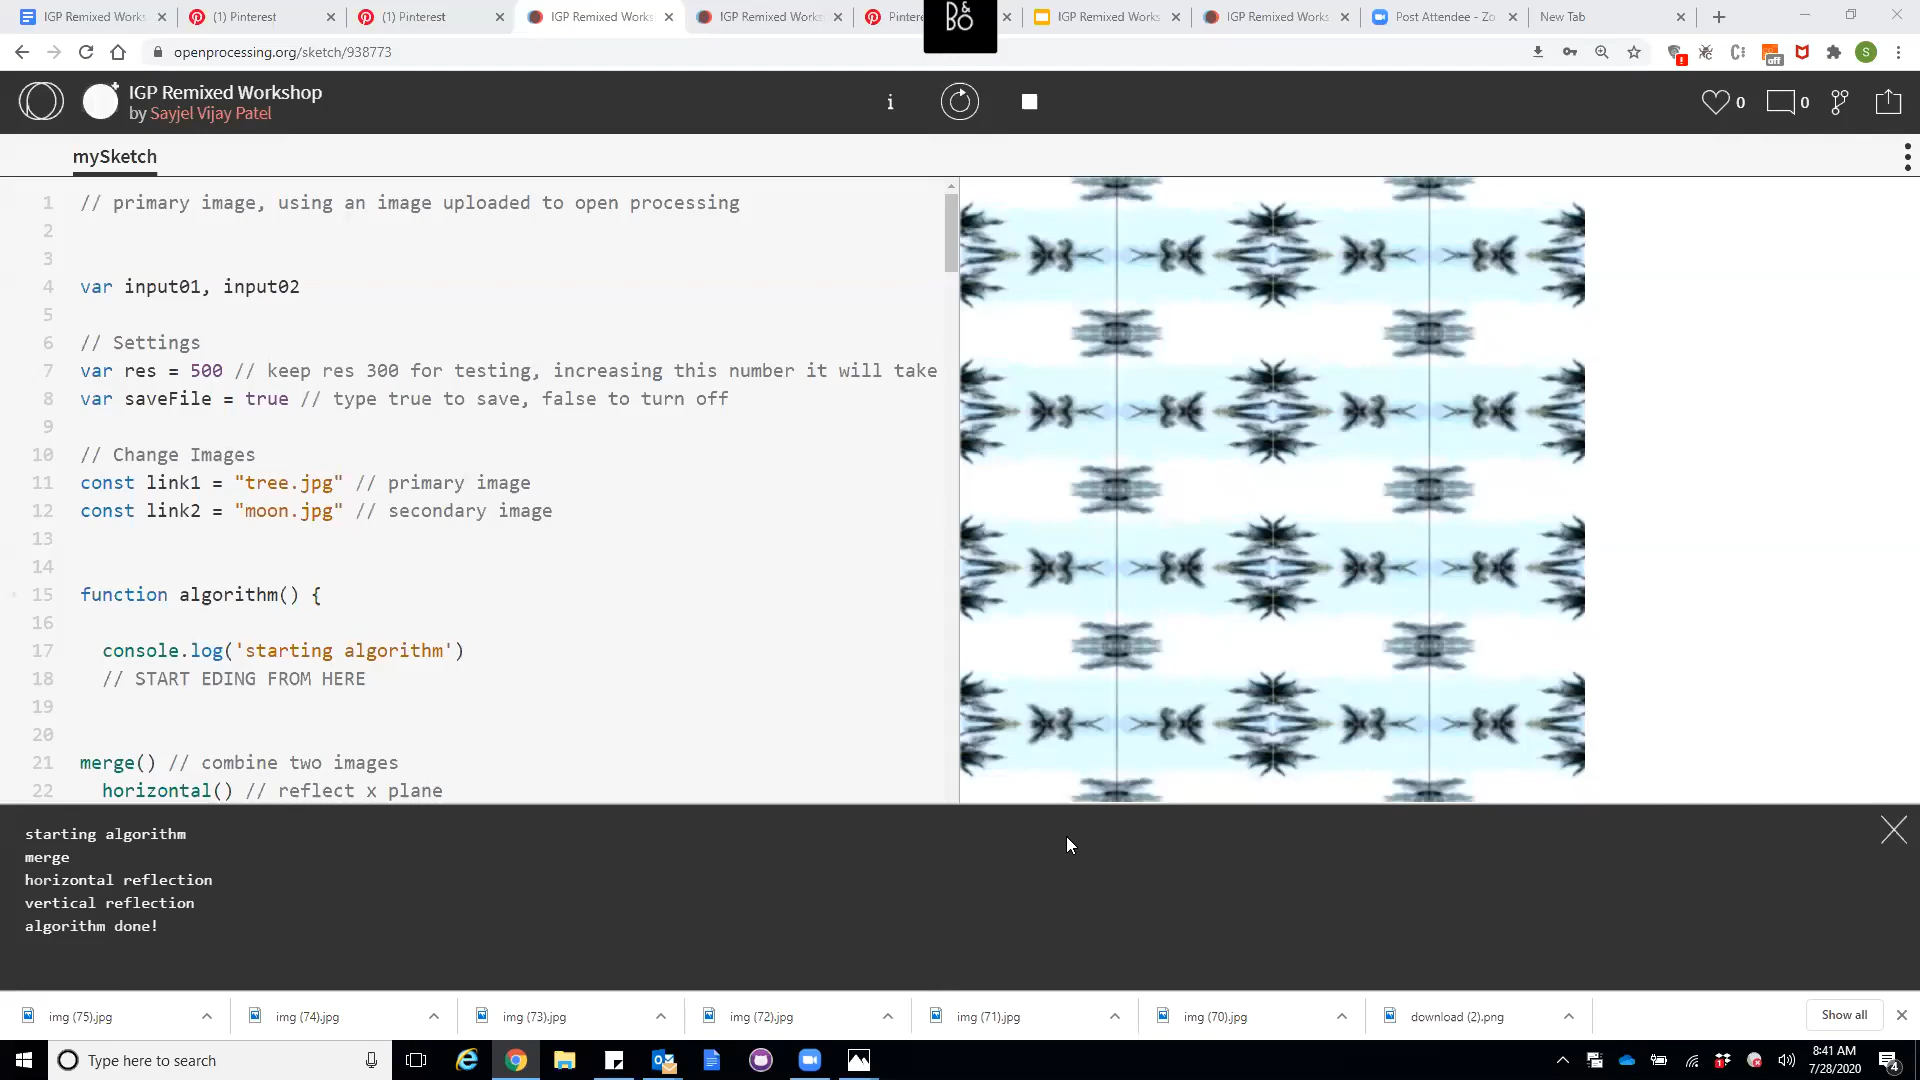 IGP Remixed Works
(1) Pinterest
(1) Pinterest
IGP Remixed Works
IGP Remixed Works
Pintere
B&O
IGP Remixed Works
IGP Remixed Works
Post Attendee - Zo
New Tab
openprocessing.org/sketch/938773
off
S
IGP Remixed Workshop
by Sayjel Vijay Patel
i
0
0
mySketch
1 // primary image, using an image uploaded to open processing
2
3
4 var input01, input02
5
6 // Settings
7 var res = 500 // keep res 300 for testing, increasing this number it will take
8 var saveFile = true // type true to save, false to turn off
9
10 // Change Images
11 const link1 = "tree.jpg" // primary image
12 const link2 = "moon.jpg" // secondary image
13
14
15 function algorithm() {
16
17 console.log('starting algorithm')
18 // START EDING FROM HERE
19
20
21 merge() // combine two images
22 horizontal() // reflect x plane
starting algorithm
merge
horizontal reflection
vertical reflection
algorithm done!
img (75).jpg
img (74).jpg
img (73).jpg
img (72).jpg
img (71).jpg
img (70).jpg
download (2).png
Show all
Type here to search
8:41 AM
7/28/2020
4